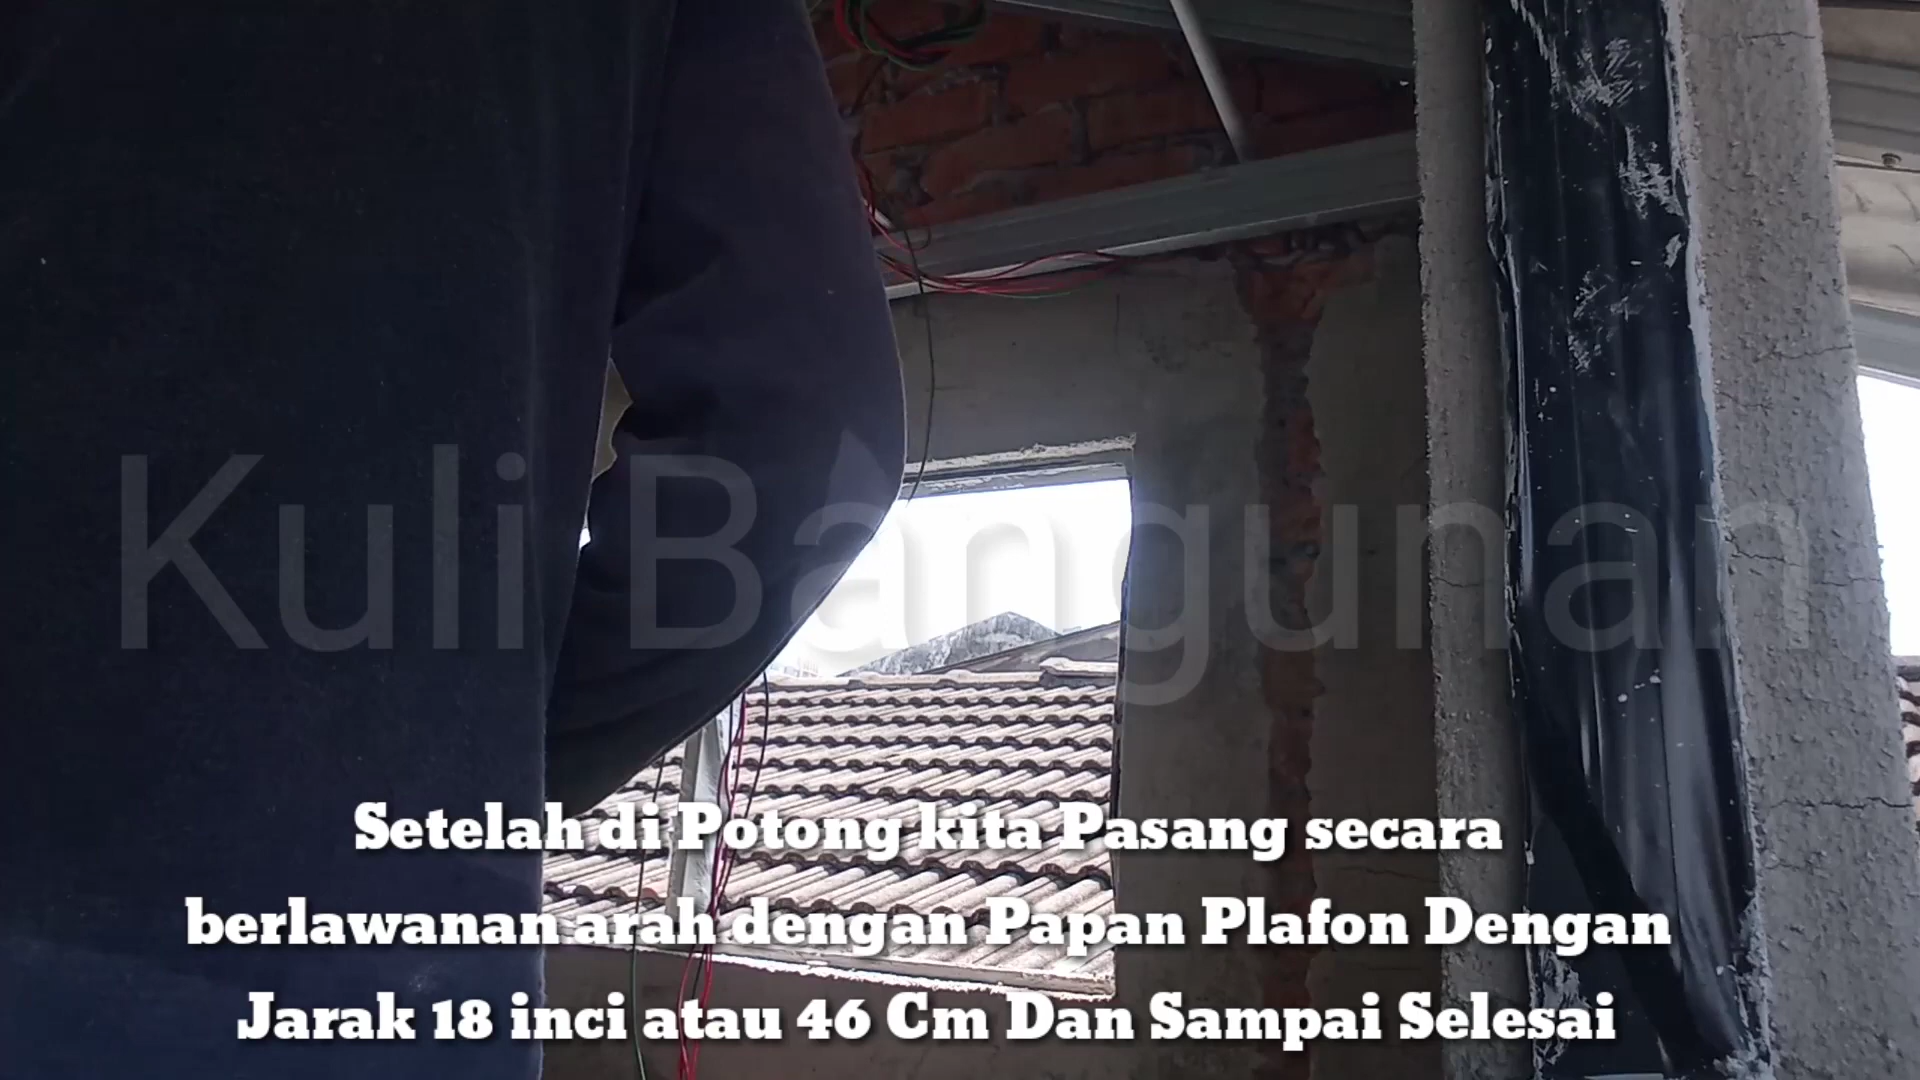 Kuli Bangunan
Setelah di Potong kita Pasang secara
berlawanan arah dengan Papan Plafon Dengan
Jarak 18 inci atau 46 Cm Dan Sampai Selesai